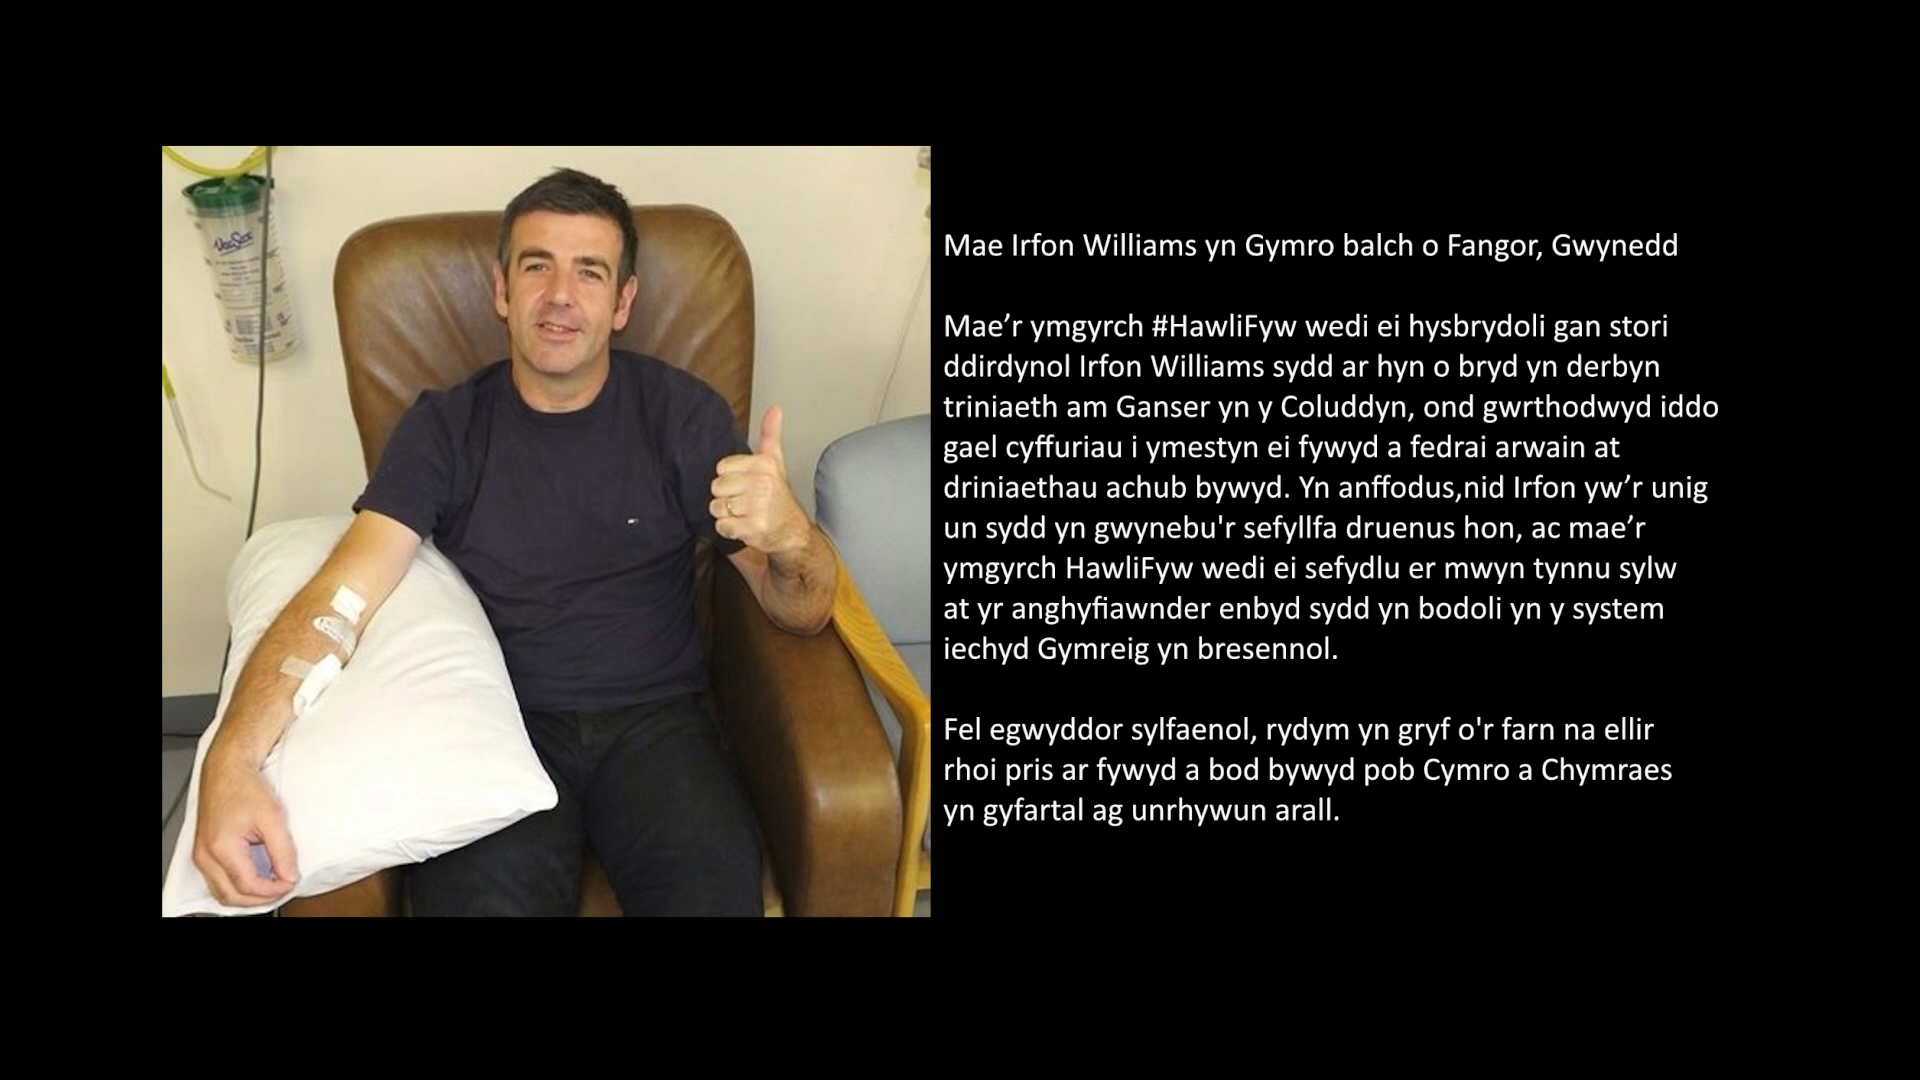 VacSax
Mae Irfon Williams yn Gymro balch o Fangor, Gwynedd
Mae’r ymgyrch #HawliFyw wedi ei hysbrydoli gan stori
ddirdynol Irfon Williams sydd ar hyn o bryd yn derbyn
triniaeth am Ganser yn y Coluddyn, ond gwrthodwyd iddo
gael cyffuriau i ymestyn ei fywyd a fedrai arwain at
driniaethau achub bywyd. Yn anffodus,nid Irfon yw’r unig
un sydd yn gwynebu'r sefyllfa druenus hon, ac mae’r
ymgyrch HawliFyw wedi ei sefydlu er mwyn tynnu sylw
at yr anghyfiawnder enbyd sydd yn bodoli yn y system
iechyd Gymreig yn bresennol.
Fel egwyddor sylfaenol, rydym yn gryf o'r farn na ellir
rhoi pris ar fywyd a bod bywyd pob Cymro a Chymraes
yn gyfartal ag unrhywun arall.